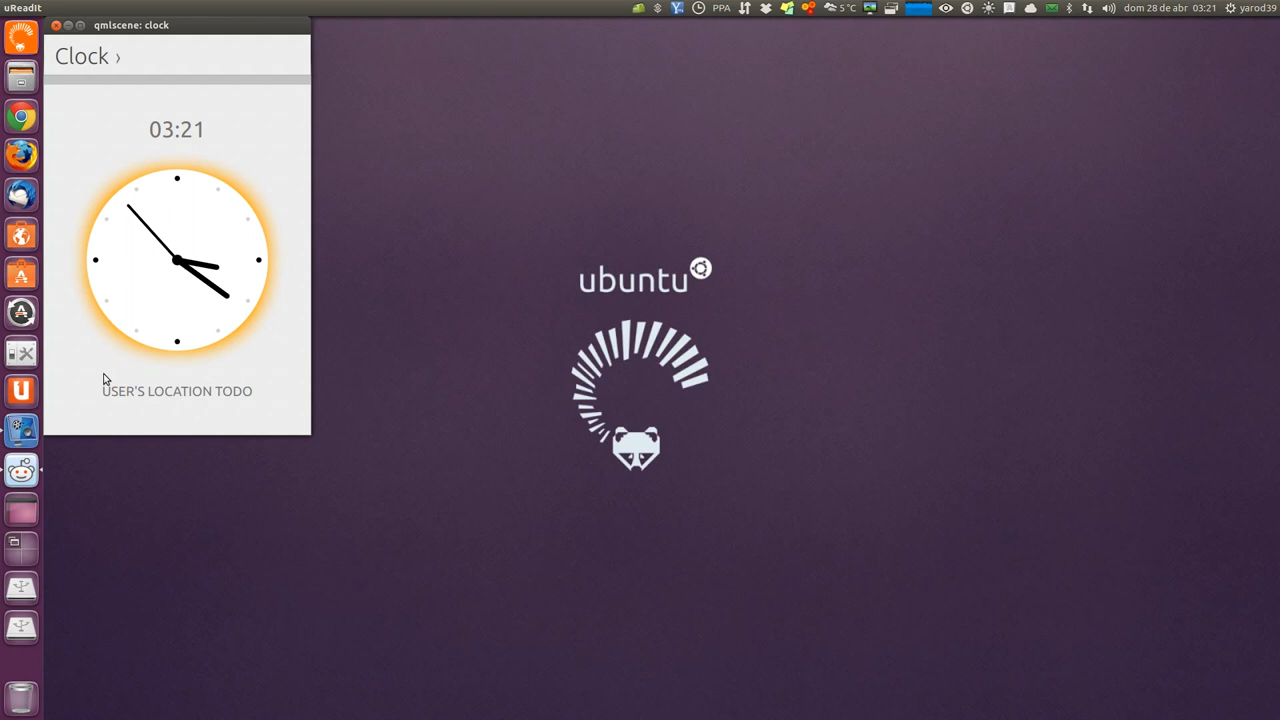 uReadIt
PPA
5°C
dom 28 de abr
03:21
yarod39
qmlscene: clock
Clock ›
03:21
USER'S LOCATION TODO
ubuntu